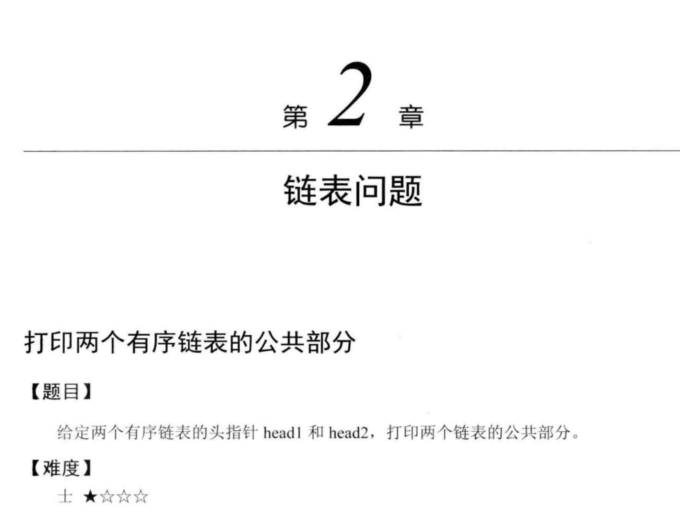 第 2 章
链表问题
打印两个有序链表的公共部分
【题目】
给定两个有序链表的头指针 head1 和 head2，打印两个链表的公共部分。
【难度】
士 ★☆☆☆